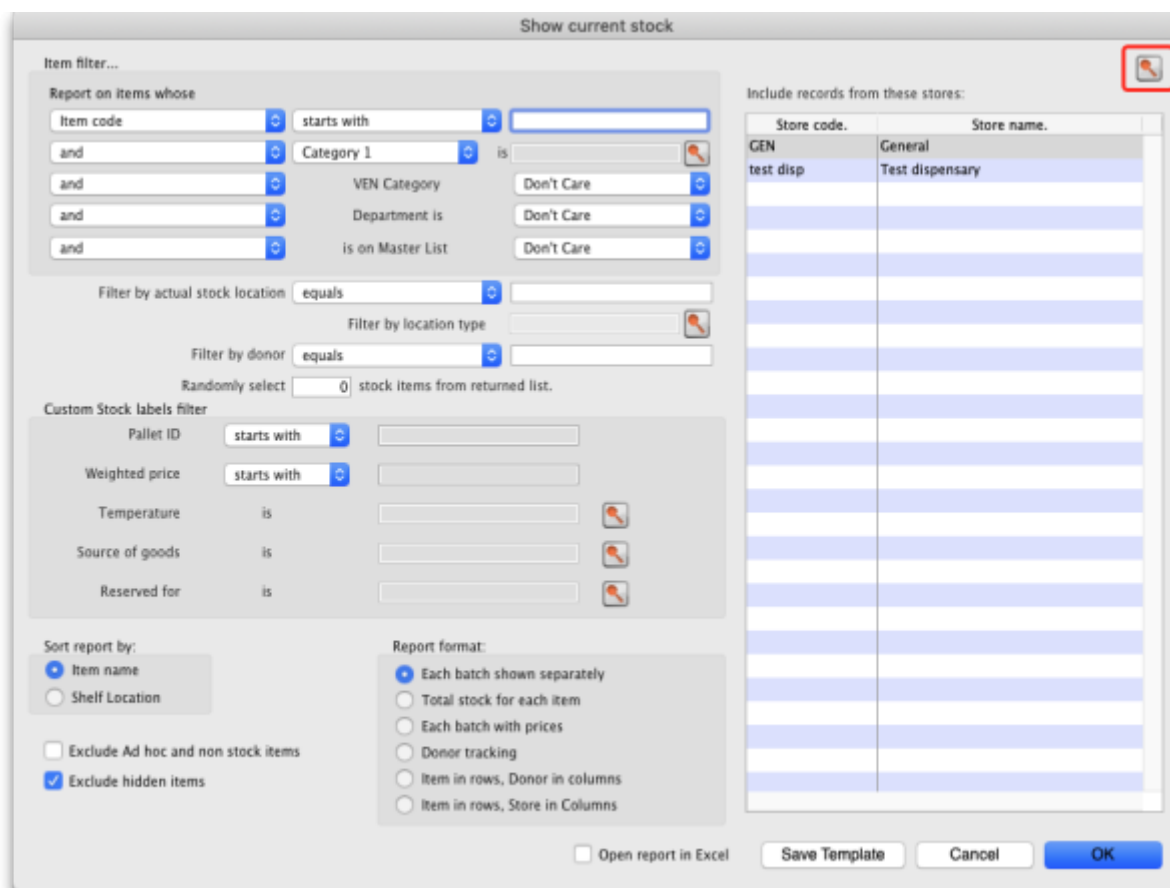 Show current stock
Item filter...
Report on items whose
Item code starts with
and Category 1 is
and VEN Category Don't Care
and Department is Don't Care
and is on Master List Don't Care
Filter by actual stock location equals
Filter by location type
Filter by donor equals
Randomly select 0 stock items from returned list.
Custom Stock labels filter
Pallet ID starts with
Weighted price starts with
Temperature is
Source of goods is
Reserved for is
Sort report by:
Item name
Shelf Location
Exclude Ad hoc and non stock items
Exclude hidden items
Report format:
Each batch shown separately
Total stock for each item
Each batch with prices
Donor tracking
Item in rows, Donor in columns
Item in rows, Store in Columns
Include records from these stores:
Store code. Store name.
GEN General
test disp Test dispensary
Open report in Excel Save Template Cancel OK